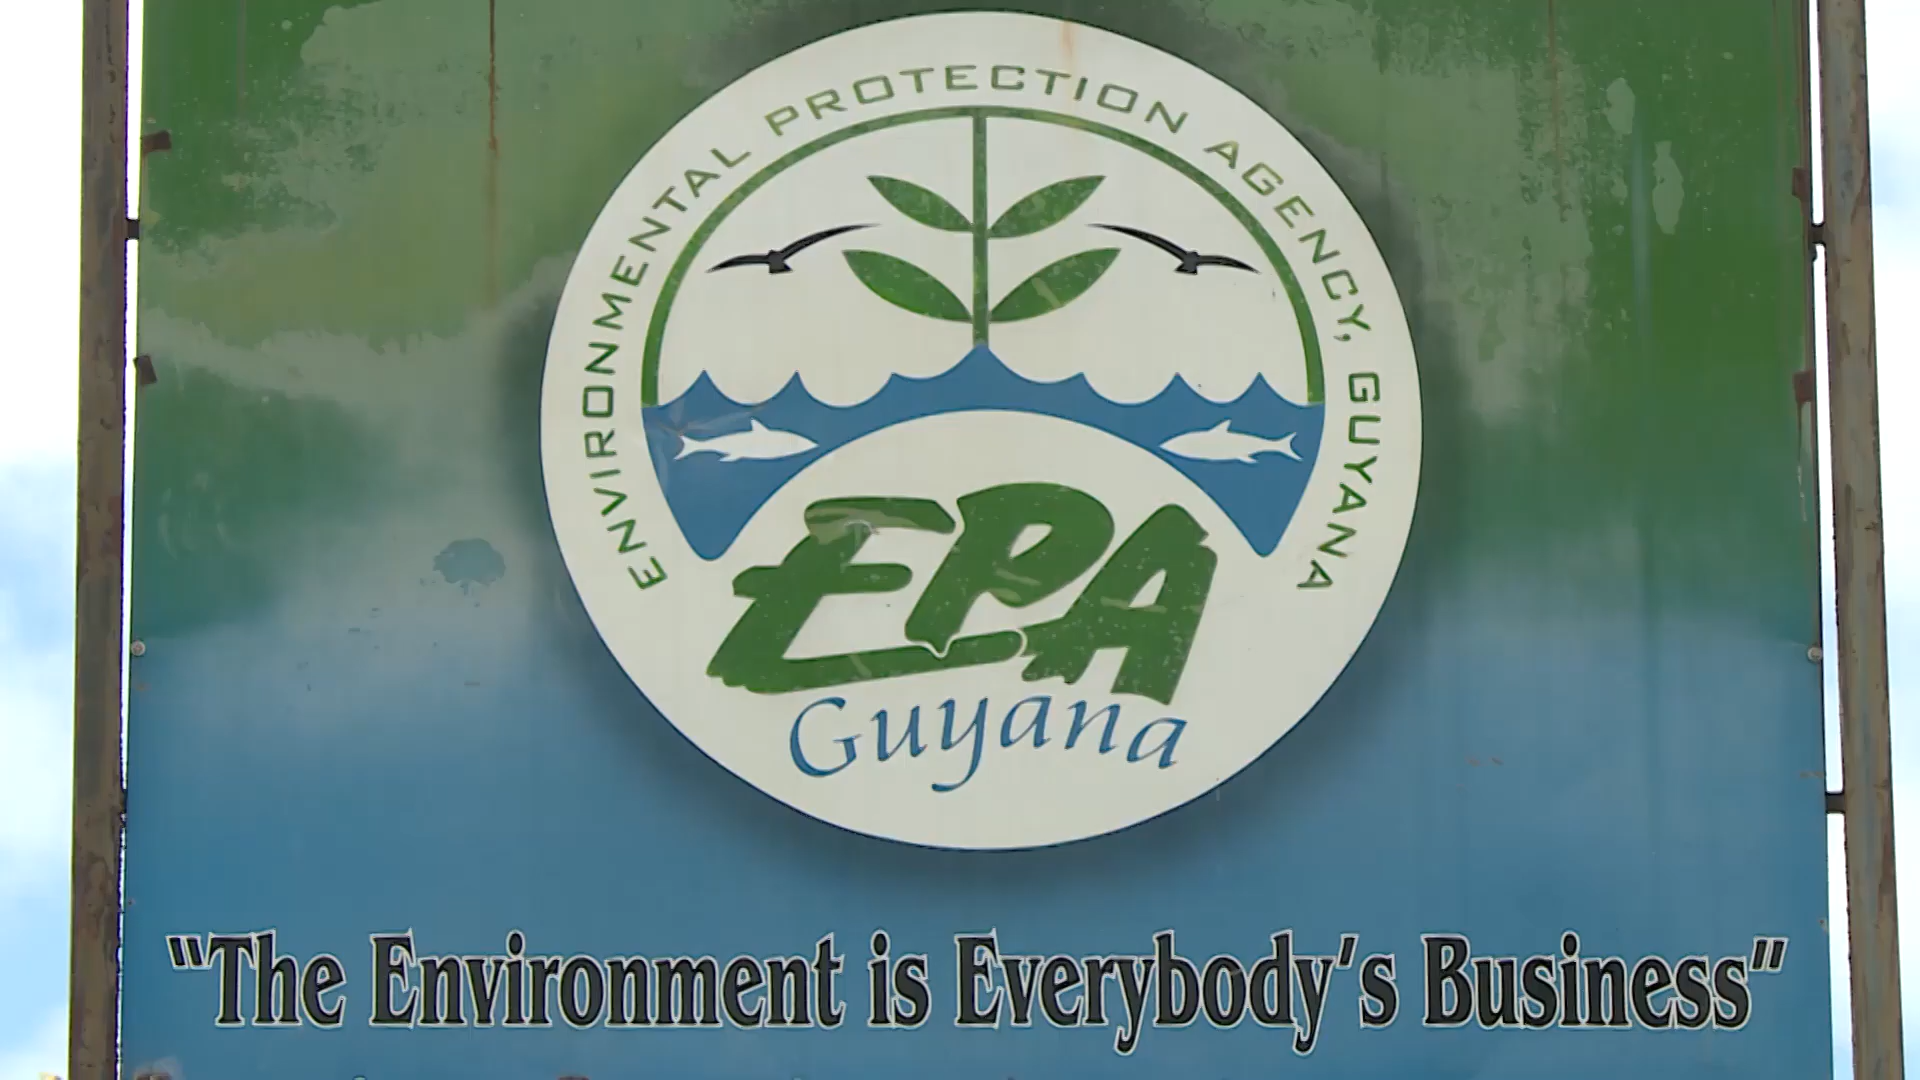 ENVIRONMENTAL PROTECTION AGENCY, GUYANA
EPA
Guyana
“The Environment is Everybody’s Business”